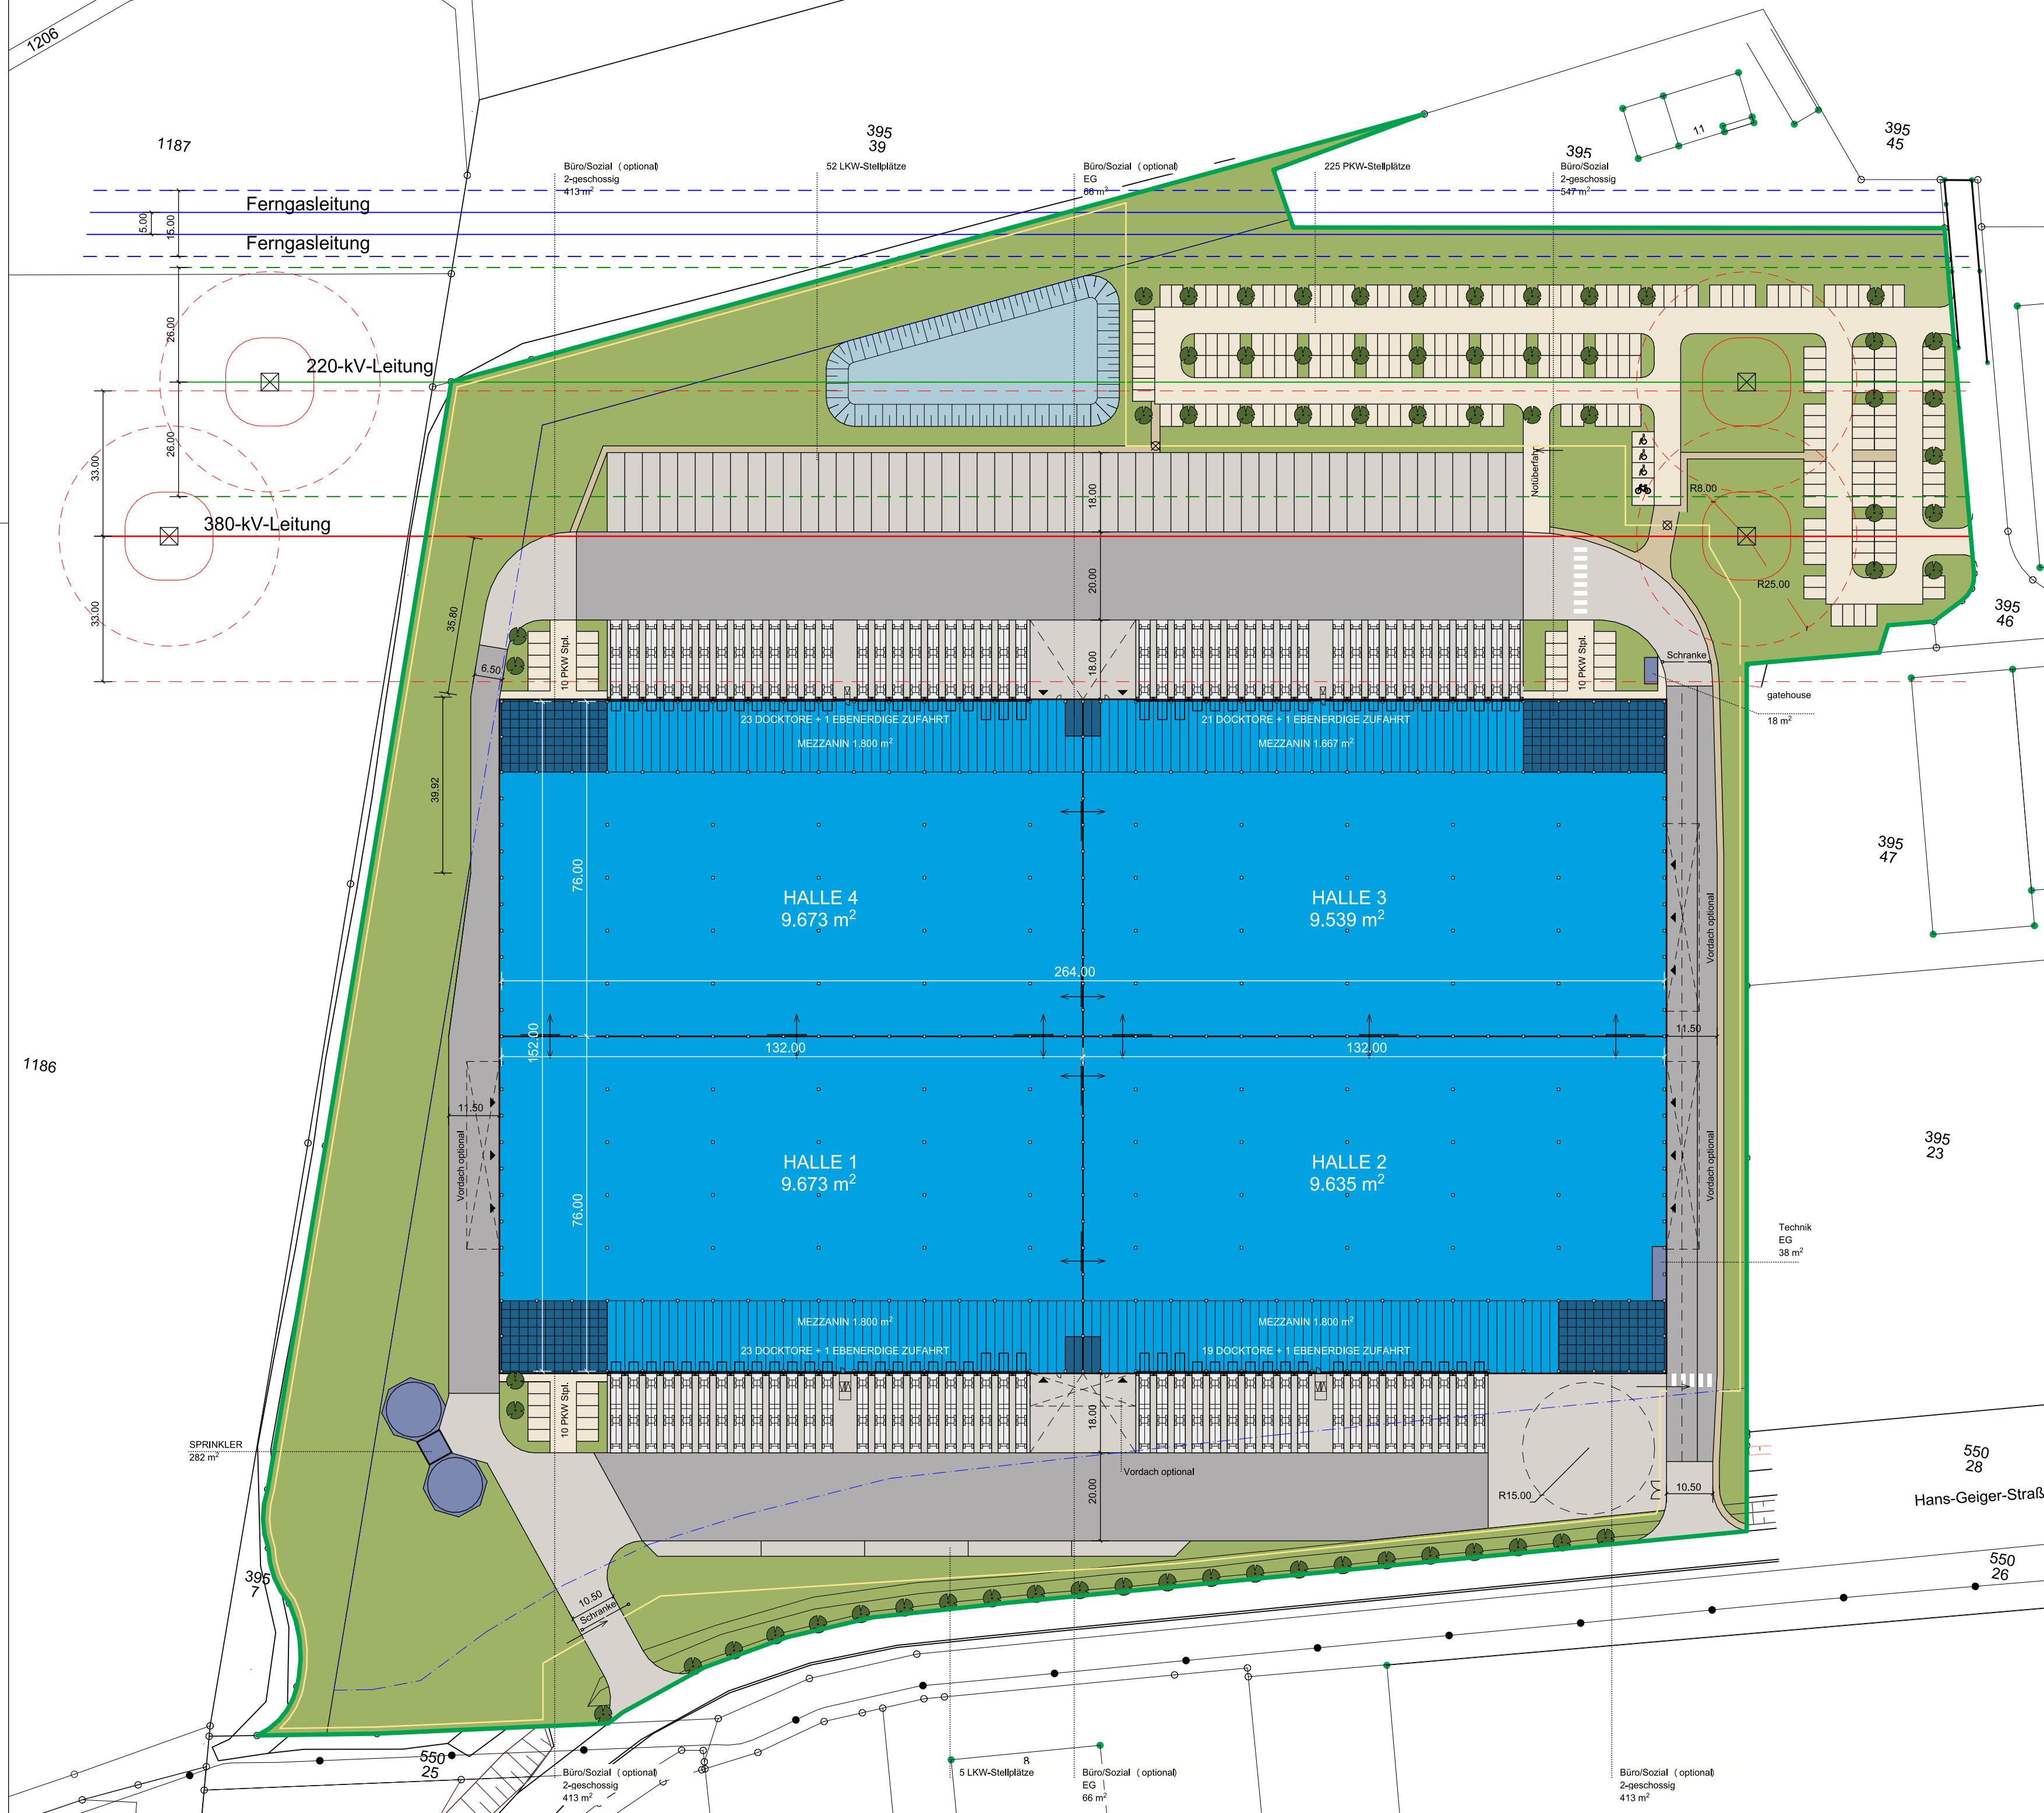 1206
1187
395
39
395
11
395
45
Büro/Sozial (optional)
2-geschossig
413 m²
52 LKW-Stellplätze
Büro/Sozial (optional)
EG
66 m²
225 PKW-Stellplätze
Büro/Sozial
2-geschossig
547 m²
Ferngasleitung
Ferngasleitung
5.00
15.00
26.00
26.00
33.00
33.00
220-kV-Leitung
380-kV-Leitung
35.80
6.50
39.92
18.00
20.00
18.00
Notüberfahrt
R8.00
R25.00
395
46
10 PKW Stpl.
10 PKW Stpl.
Schranke
gatehouse
18 m²
23 DOCKTORE + 1 EBENERDIGE ZUFAHRT
MEZZANIN 1.800 m²
21 DOCKTORE + 1 EBENERDIGE ZUFAHRT
MEZZANIN 1.667 m²
76.00
HALLE 4
9.673 m²
HALLE 3
9.539 m²
Vordach optional
395
47
264.00
152.00
132.00
132.00
11.50
1186
11.50
Vordach optional
Vordach optional
395
23
76.00
HALLE 1
9.673 m²
HALLE 2
9.635 m²
Technik
EG
38 m²
MEZZANIN 1.800 m²
23 DOCKTORE + 1 EBENERDIGE ZUFAHRT
MEZZANIN 1.800 m²
19 DOCKTORE + 1 EBENERDIGE ZUFAHRT
10 PKW Stpl.
18.00
20.00
Vordach optional
R15.00
10.50
SPRINKLER
282 m²
550
28
Hans-Geiger-Straß
550
26
395
7
10.50
Schranke
550
25
Büro/Sozial (optional)
2-geschossig
413 m²
8
5 LKW-Stellplätze
Büro/Sozial (optional)
EG
66 m²
Büro/Sozial (optional)
2-geschossig
413 m²